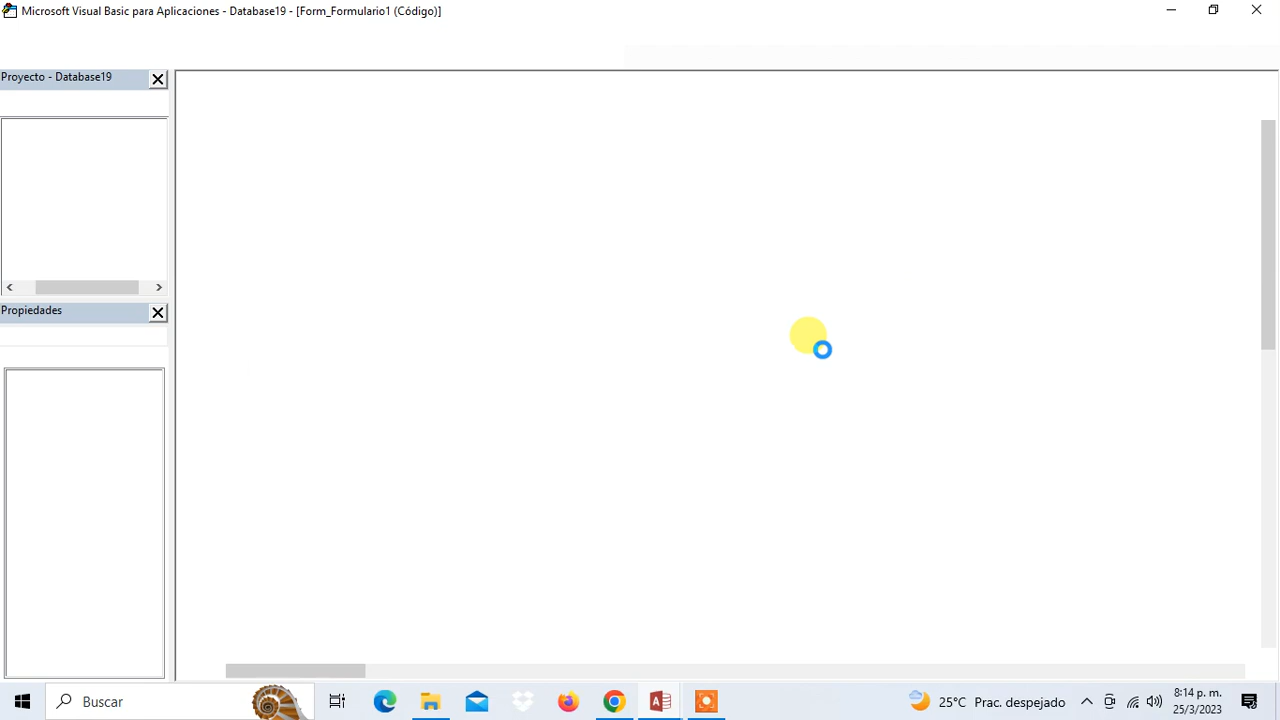 Microsoft Visual Basic para Aplicaciones - Database19 - [Form_Formulario1 (Código)]
Proyecto - Database19
Propiedades
Buscar
25°C Prac. despejado
8:14 p. m.
25/3/2023